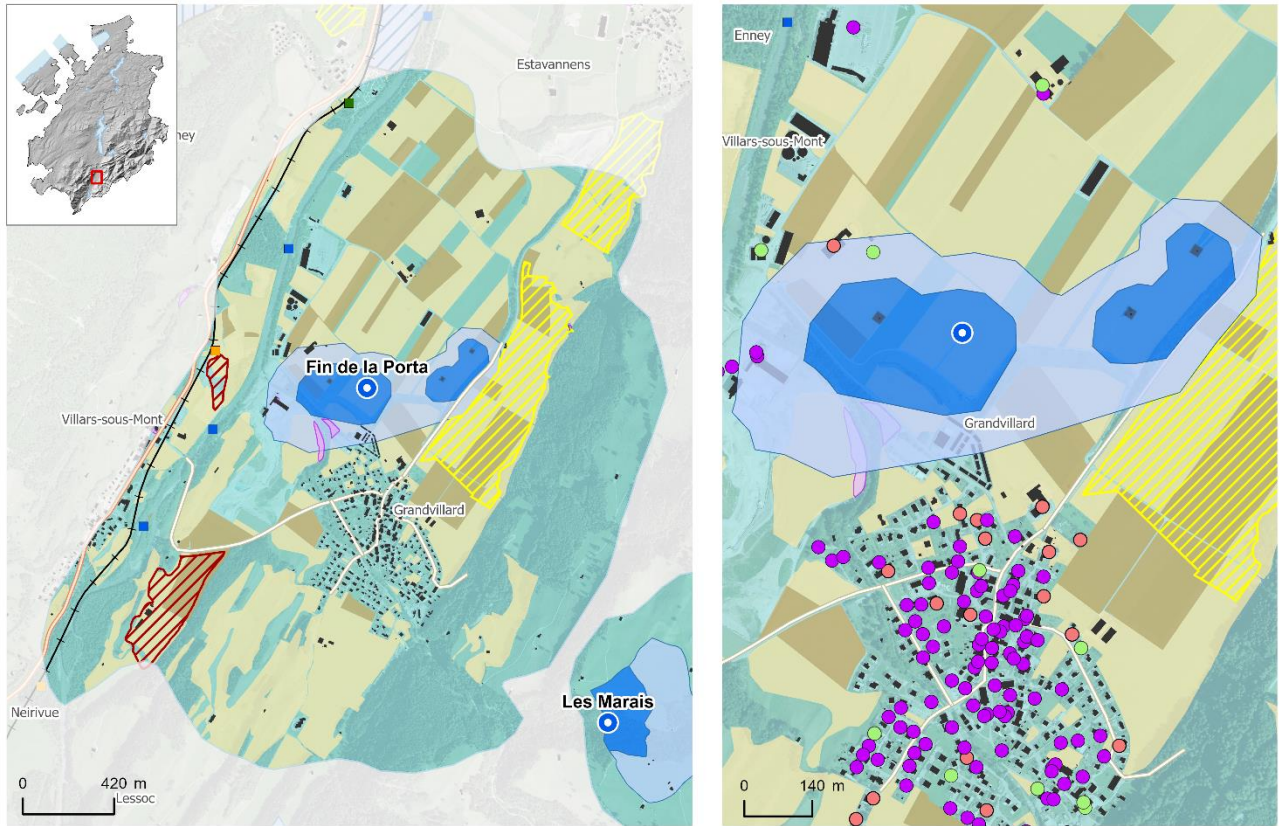 Estavannens
ney
Fin de la Porta
Villars-sous-Mont
Grandvillard
Les Marais
Neirivue
0 420 m
Lessoc
Enney
Villars-sous-Mont
Grandvillard
0 140 m